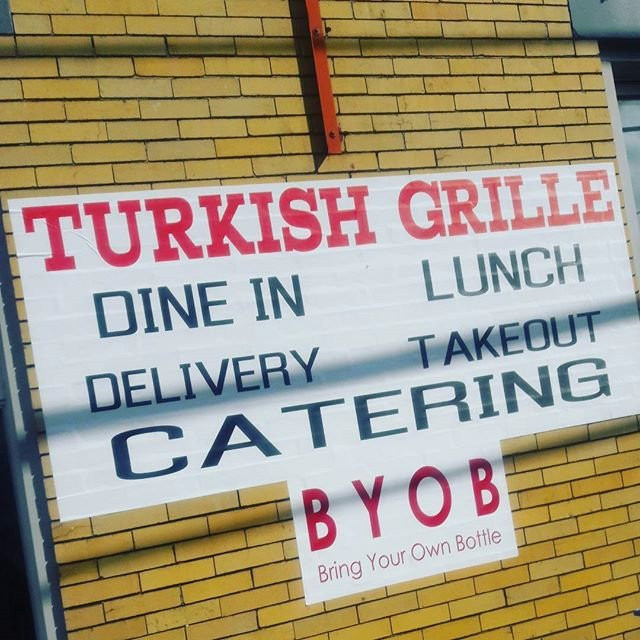 TURKISH GRILLE
DINE IN LUNCH
DELIVERY TAKEOUT
CATERING
BYOB
Bring Your Own Bottle